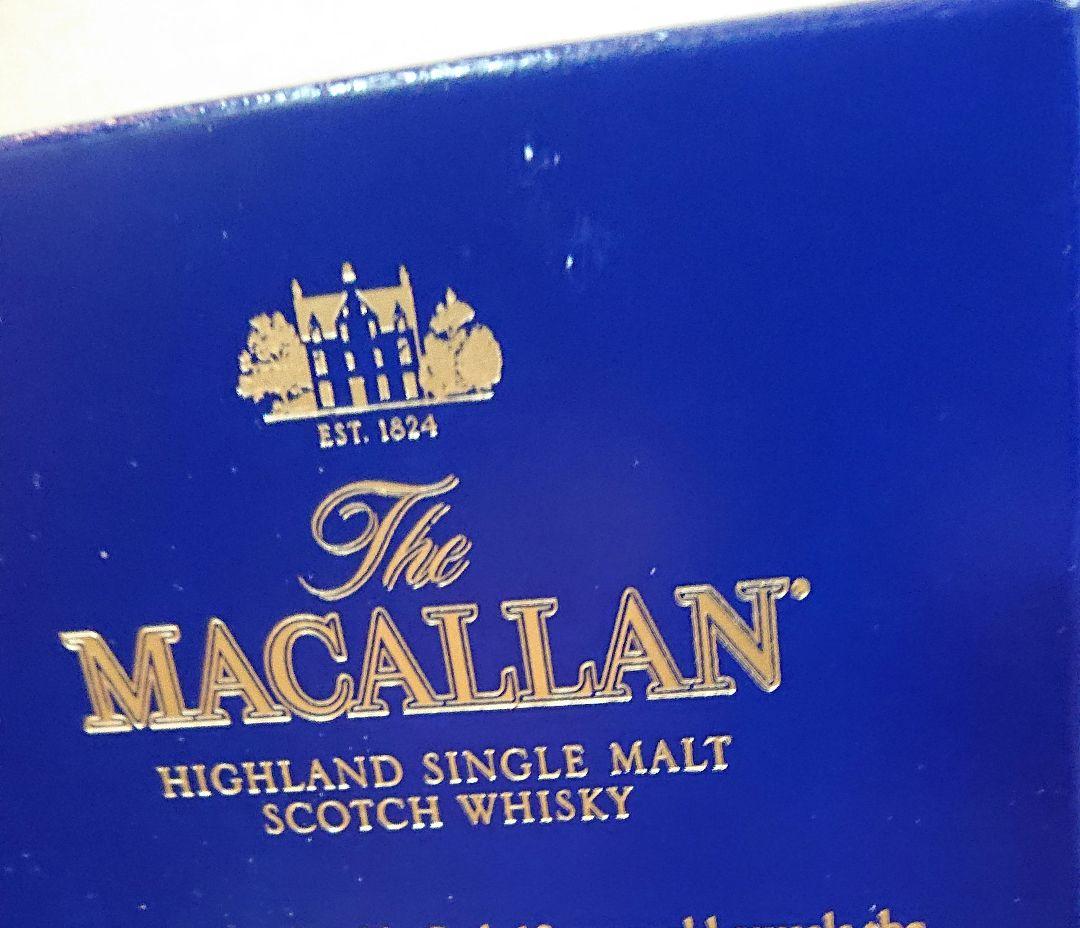 EST. 1824
The
MACALLAN
HIGHLAND SINGLE MALT
SCOTCH WHISKY